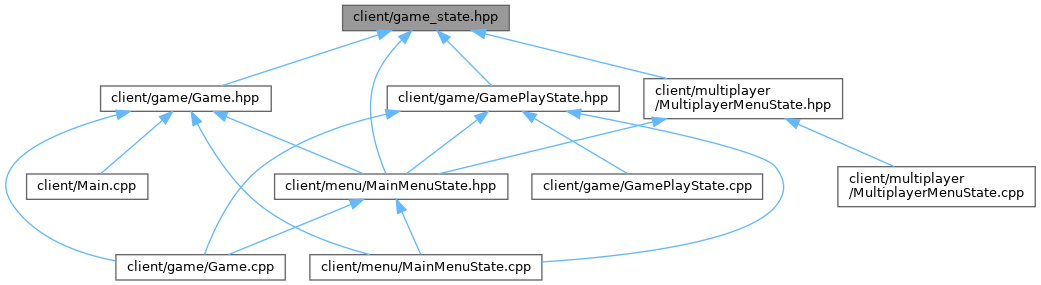 client/game_state.hpp
client/game/Game.hpp
client/game/GamePlayState.hpp
client/multiplayer
/MultiplayerMenuState.hpp
client/Main.cpp
client/menu/MainMenuState.hpp
client/game/GamePlayState.cpp
client/multiplayer
/MultiplayerMenuState.cpp
client/game/Game.cpp
client/menu/MainMenuState.cpp